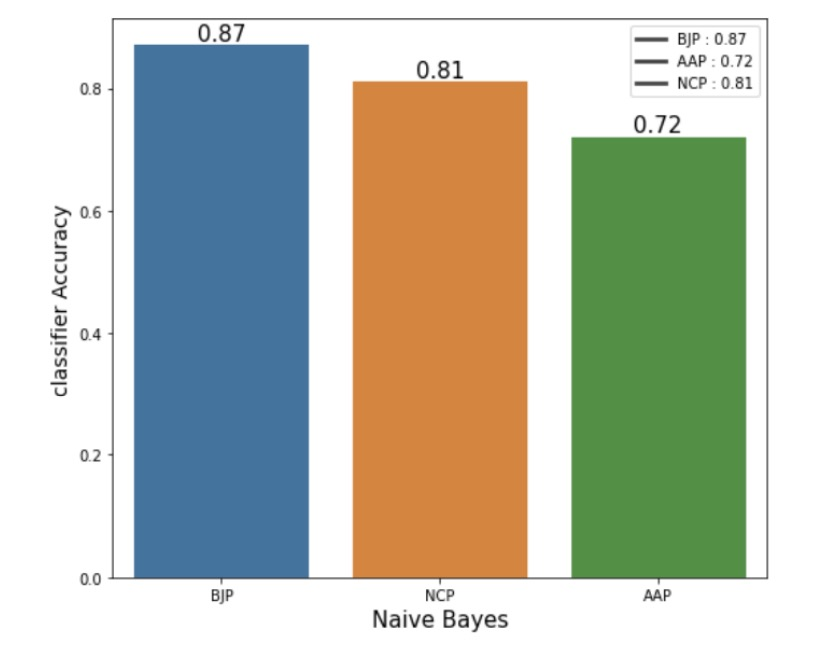 0.87
0.81
0.72
BJP : 0.87
AAP : 0.72
NCP : 0.81
classifier Accuracy
0.8
0.6
0.4
0.2
0.0
BJP
NCP
AAP
Naive Bayes